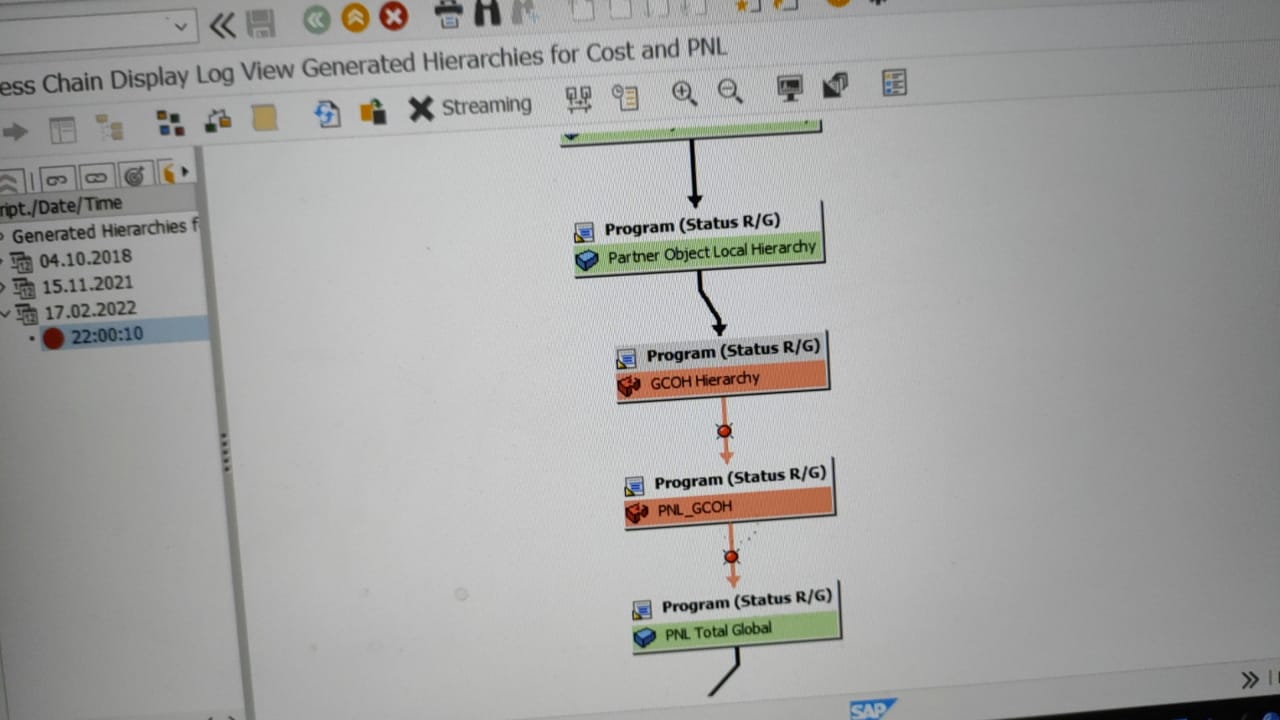 ess Chain Display Log View Generated Hierarchies for Cost and PNL
Streaming
ript./Date/Time
Generated Hierarchies f
04.10.2018
15.11.2021
17.02.2022
22:00:10
Program (Status R/G)
Partner Object Local Hierarchy
Program (Status R/G)
GCOH Hierarchy
Program (Status R/G)
PNL_GCOH
Program (Status R/G)
PNL Total Global
SAP